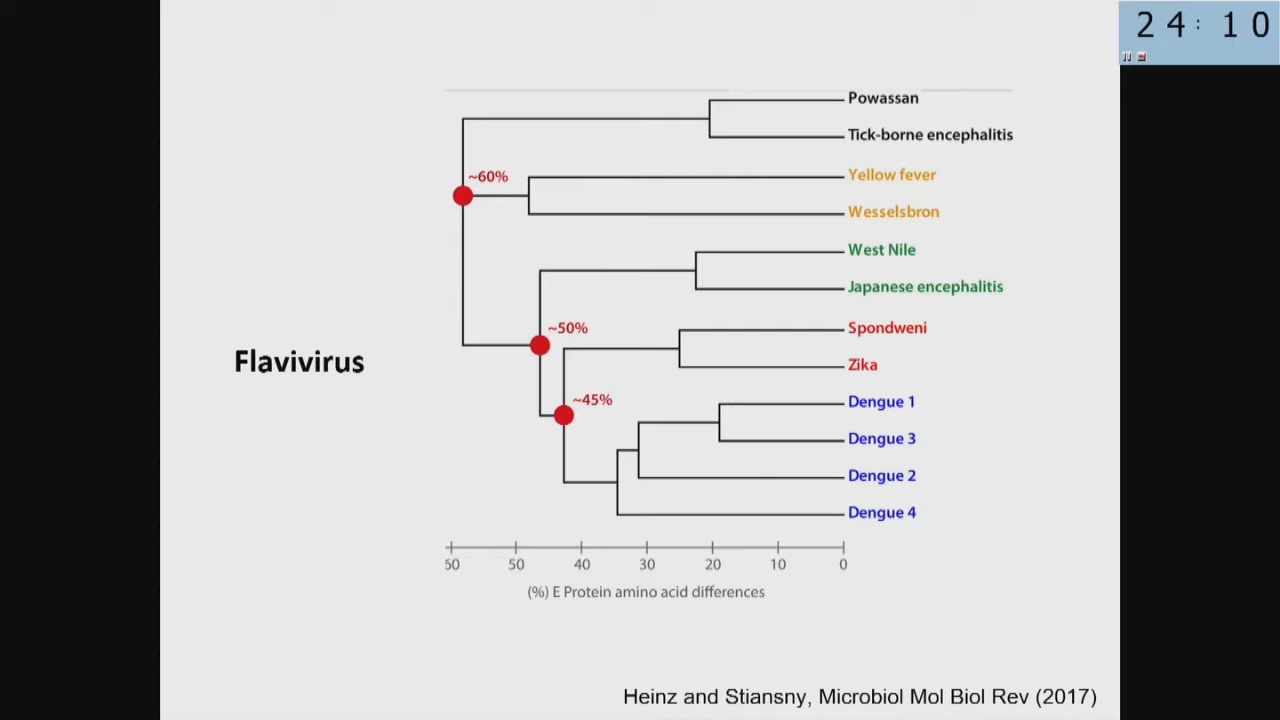 24:10
Powassan
Tick-borne encephalitis
~60%
Yellow fever
Wesselsbron
West Nile
Japanese encephalitis
~50%
Spondweni
Flavivirus
Zika
~45%
Dengue 1
Dengue 3
Dengue 2
Dengue 4
50 50 40 30 20 10 0
(%) E Protein amino acid differences
Heinz and Stiansny, Microbiol Mol Biol Rev (2017)